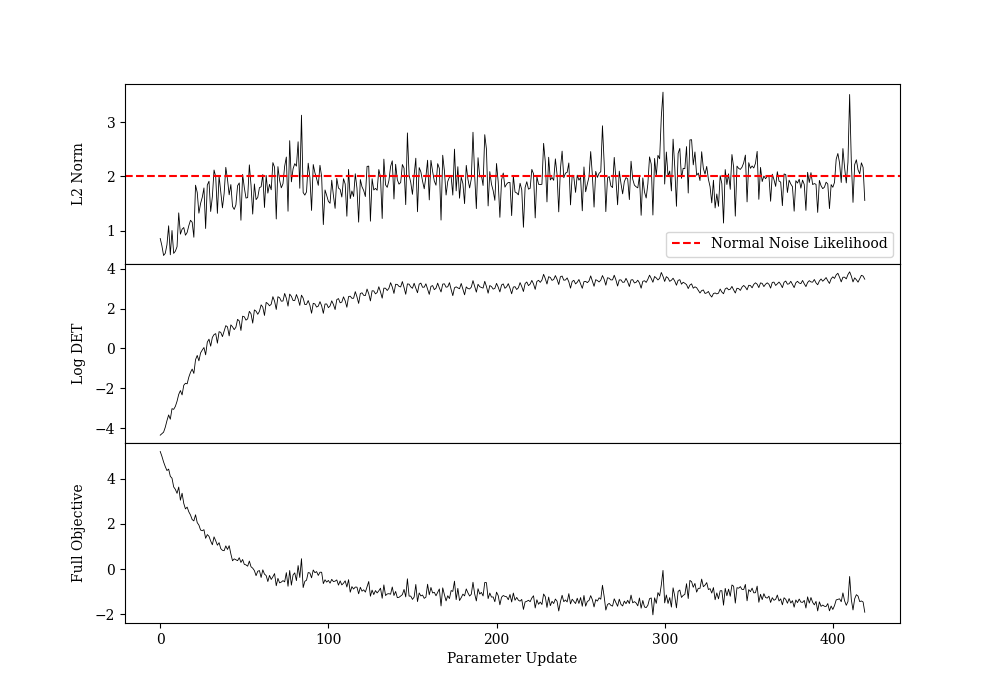 L2 Norm
3
2
1
Normal Noise Likelihood
Log DET
4
2
0
−2
−4
Full Objective
4
2
0
−2
0 100 200 300 400
Parameter Update